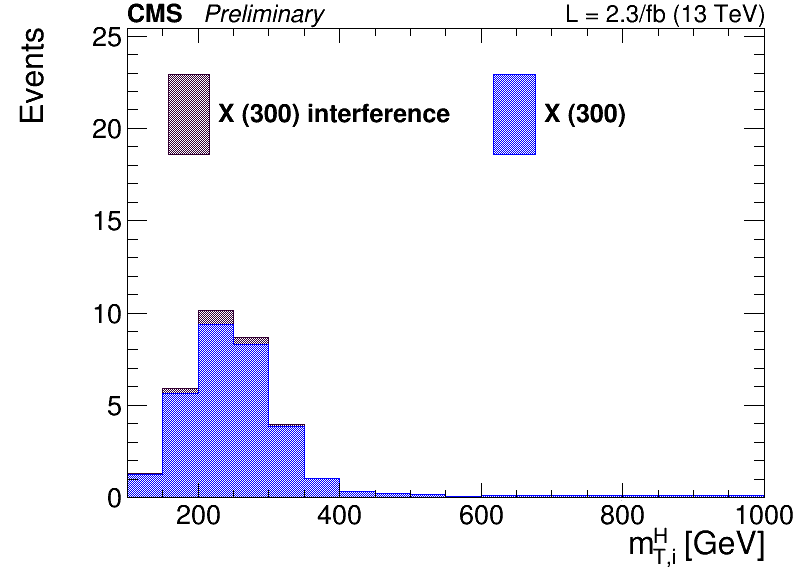 CMS Preliminary L = 2.3/fb (13 TeV)
Events
25
20
15
10
5
0
X (300) interference
X (300)
200 400 600 800 1000
m^H_{T,i} [GeV]